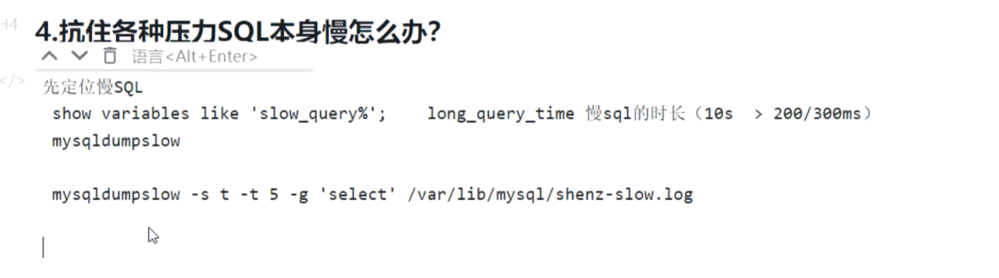 H4
4.抗住各种压力SQL本身慢怎么办?
语言<Alt+Enter>
</>
先定位慢SQL
show variables like 'slow_query%';    long_query_time 慢sql的时长（10s  > 200/300ms）
mysqldumpslow
mysqldumpslow -s t -t 5 -g 'select' /var/lib/mysql/shenz-slow.log